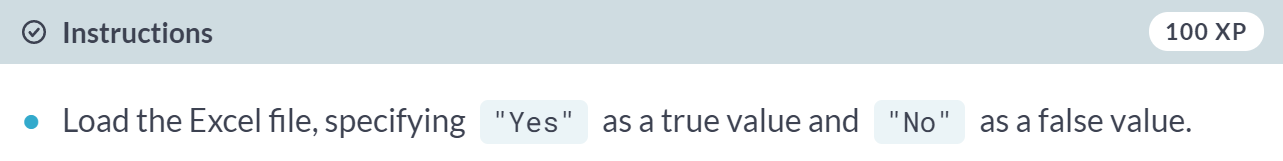 Instructions 100 XP
Load the Excel file, specifying "Yes" as a true value and "No" as a false value.